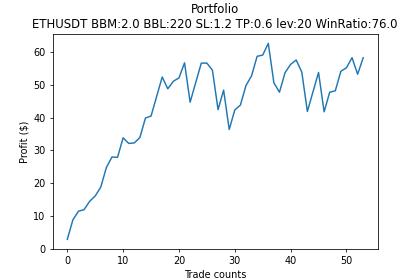 Portfolio
ETHUSDT BBM:2.0 BBL:220 SL:1.2 TP:0.6 lev:20 WinRatio:76.0
60
50
40
30
20
10
0
Profit ($)
0 10 20 30 40 50
Trade counts